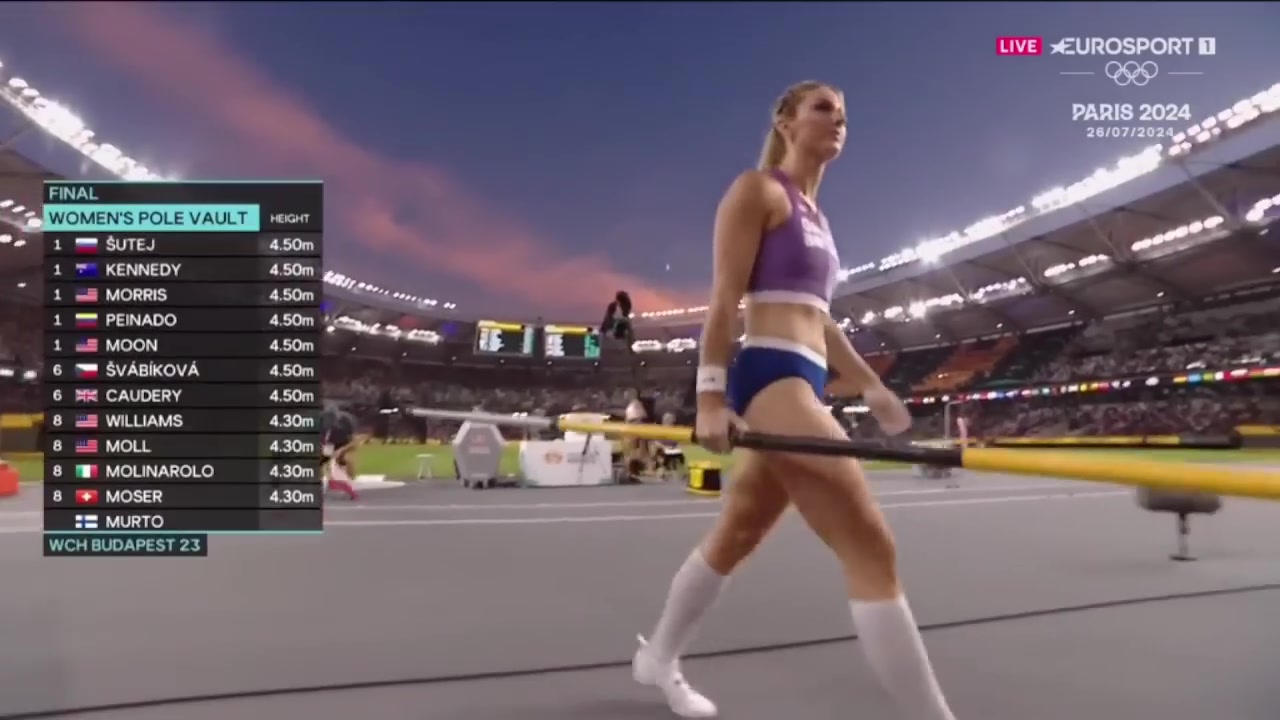 LIVE EUROSPORT 1
PARIS 2024
26/07/2024
FINAL
WOMEN'S POLE VAULT HEIGHT
1 ŠUTEJ 4.50m
1 KENNEDY 4.50m
1 MORRIS 4.50m
1 PEINADO 4.50m
1 MOON 4.50m
6 ŠVÁBÍKOVÁ 4.50m
6 CAUDERY 4.50m
8 WILLIAMS 4.30m
8 MOLL 4.30m
8 MOLINAROLO 4.30m
8 MOSER 4.30m
MURTO
WCH BUDAPEST 23